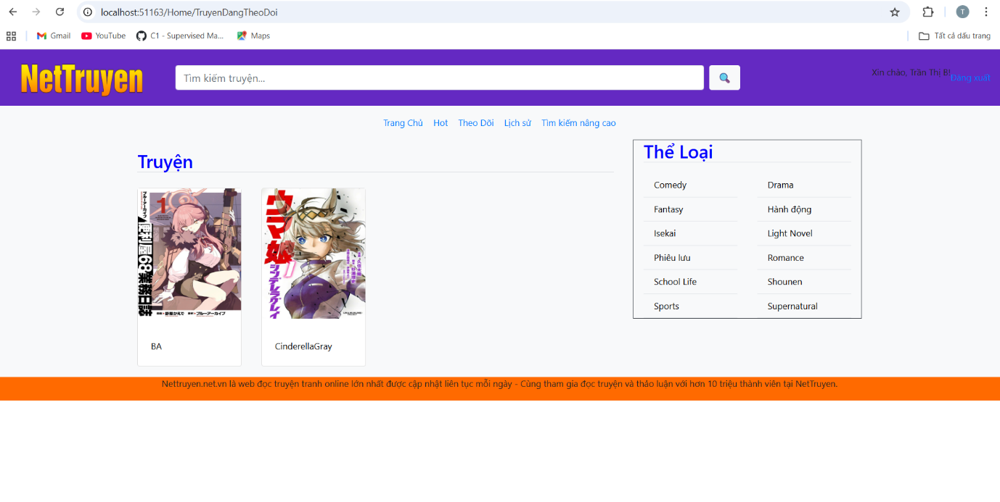 localhost:51163/Home/TruyenDangTheoDoi
T
Gmail
YouTube
C1 - Supervised Ma...
Maps
Tất cả dấu trang
NetTruyen
Tìm kiếm truyện...
Xin chào, Trần Thị B!
Đăng xuất
Trang Chủ
Hot
Theo Dõi
Lịch sử
Tìm kiếm nâng cao
Truyện
1
便利屋68業務日誌
ブルーアーカイブ
ウマ娘
シンデレラグレイ
BA
CinderellaGray
Thể Loại
Comedy
Drama
Fantasy
Hành động
Isekai
Light Novel
Phiêu lưu
Romance
School Life
Shounen
Sports
Supernatural
Nettruyen.net.vn là web đọc truyện tranh online lớn nhất được cập nhật liên tục mỗi ngày - Cùng tham gia đọc truyện và thảo luận với hơn 10 triệu thành viên tại NetTruyen.